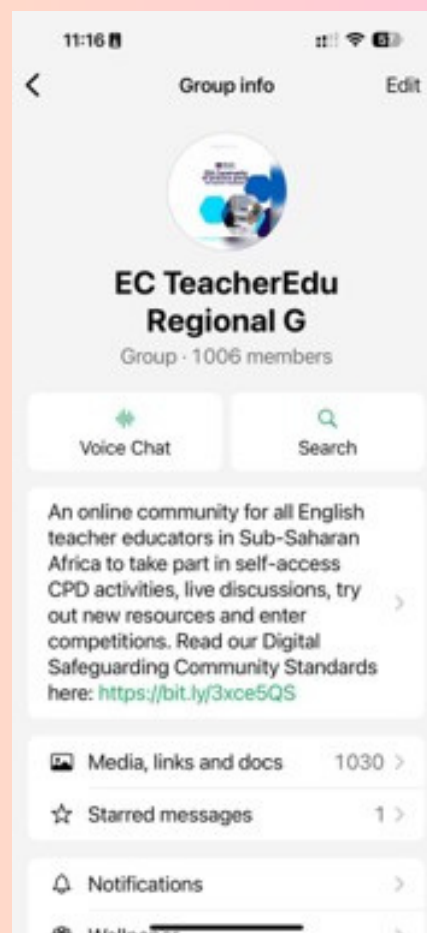 11:16
Group info
Edit
EC TeacherEdu
Regional G
Group · 1006 members
Voice Chat
Search
An online community for all English
teacher educators in Sub-Saharan
Africa to take part in self-access
CPD activities, live discussions, try
out new resources and enter
competitions. Read our Digital
Safeguarding Community Standards
here: https://bit.ly/3xce5QS
Media, links and docs 1030
Starred messages 1
Notifications